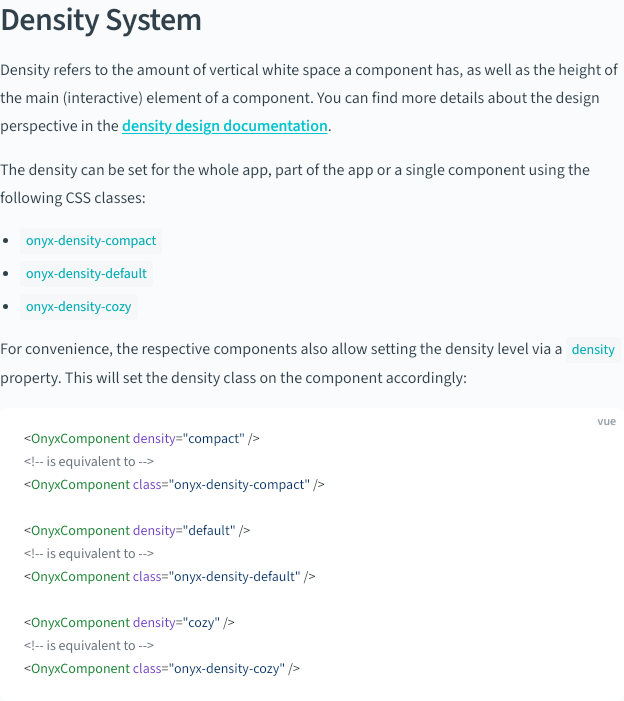 Density System
Density refers to the amount of vertical white space a component has, as well as the height of
the main (interactive) element of a component. You can find more details about the design
perspective in the density design documentation.
The density can be set for the whole app, part of the app or a single component using the
following CSS classes:
• onyx-density-compact
• onyx-density-default
• onyx-density-cozy
For convenience, the respective components also allow setting the density level via a density
property. This will set the density class on the component accordingly:
vue
<OnyxComponent density="compact" />
<!-- is equivalent to -->
<OnyxComponent class="onyx-density-compact" />

<OnyxComponent density="default" />
<!-- is equivalent to -->
<OnyxComponent class="onyx-density-default" />

<OnyxComponent density="cozy" />
<!-- is equivalent to -->
<OnyxComponent class="onyx-density-cozy" />